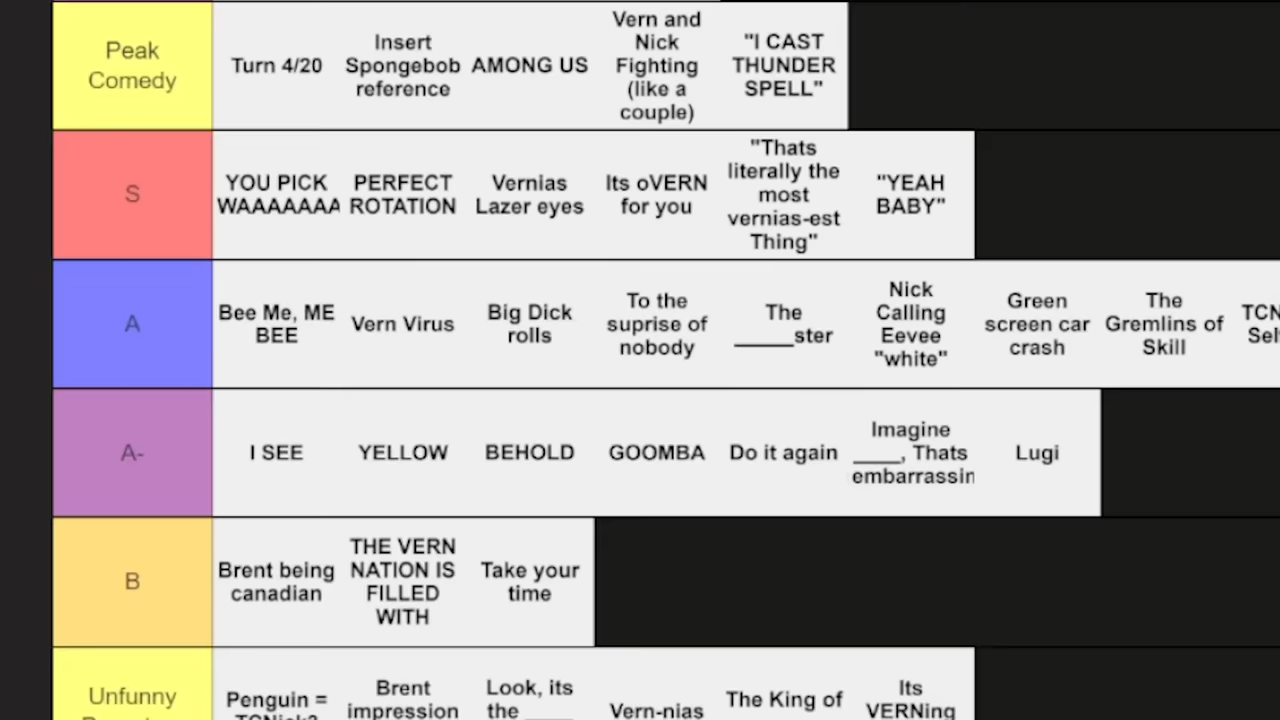 Peak
Comedy
Turn 4/20
Insert
Spongebob
reference
AMONG US
Vern and
Nick
Fighting
(like a
couple)
"I CAST
THUNDER
SPELL"
S
YOU PICK
WAAAAAAA
PERFECT
ROTATION
Vernias
Lazer eyes
Its oVERN
for you
"Thats
literally the
most
vernias-est
Thing"
"YEAH
BABY"
A
Bee Me, ME
BEE
Vern Virus
Big Dick
rolls
To the
suprise of
nobody
The
_____ster
Nick
Calling
Eevee
"white"
Green
screen car
crash
The
Gremlins of
Skill
TCN
Sel
A-
I SEE
YELLOW
BEHOLD
GOOMBA
Do it again
Imagine
____, Thats
embarrassin
Lugi
B
Brent being
canadian
THE VERN
NATION IS
FILLED
WITH
Take your
time
Unfunny
Penguin =
Brent
impression
Look, its
the ____
Vern-nias
The King of
Its
VERNing